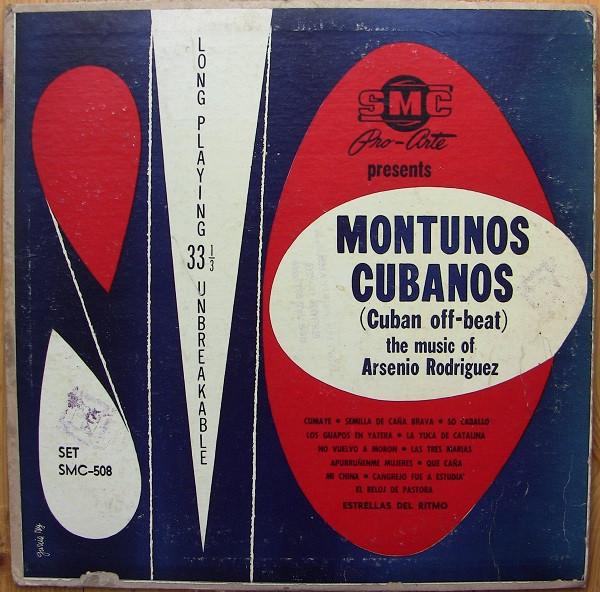 LONG PLAYING 33 1/3 UNBREAKABLE
SMC
Pro-Arte
presents
MONTUNOS
CUBANOS
(Cuban off-beat)
the music of
Arsenio Rodriguez
CUMAYE • SEMILLA DE CAÑA BRAVA • SO CABALLO
LOS GUAPOS EN YATERA • LA YUCA DE CATALINA
NO VUELVO A MORON • LAS TRES MARIAS
APURRUÑENME MUJERES • QUE CAÑA
MI CHINA • CANGREJO FUE A ESTUDIA'
EL RELOJ DE PASTORA
ESTRELLAS DEL RITMO
SET
SMC-508